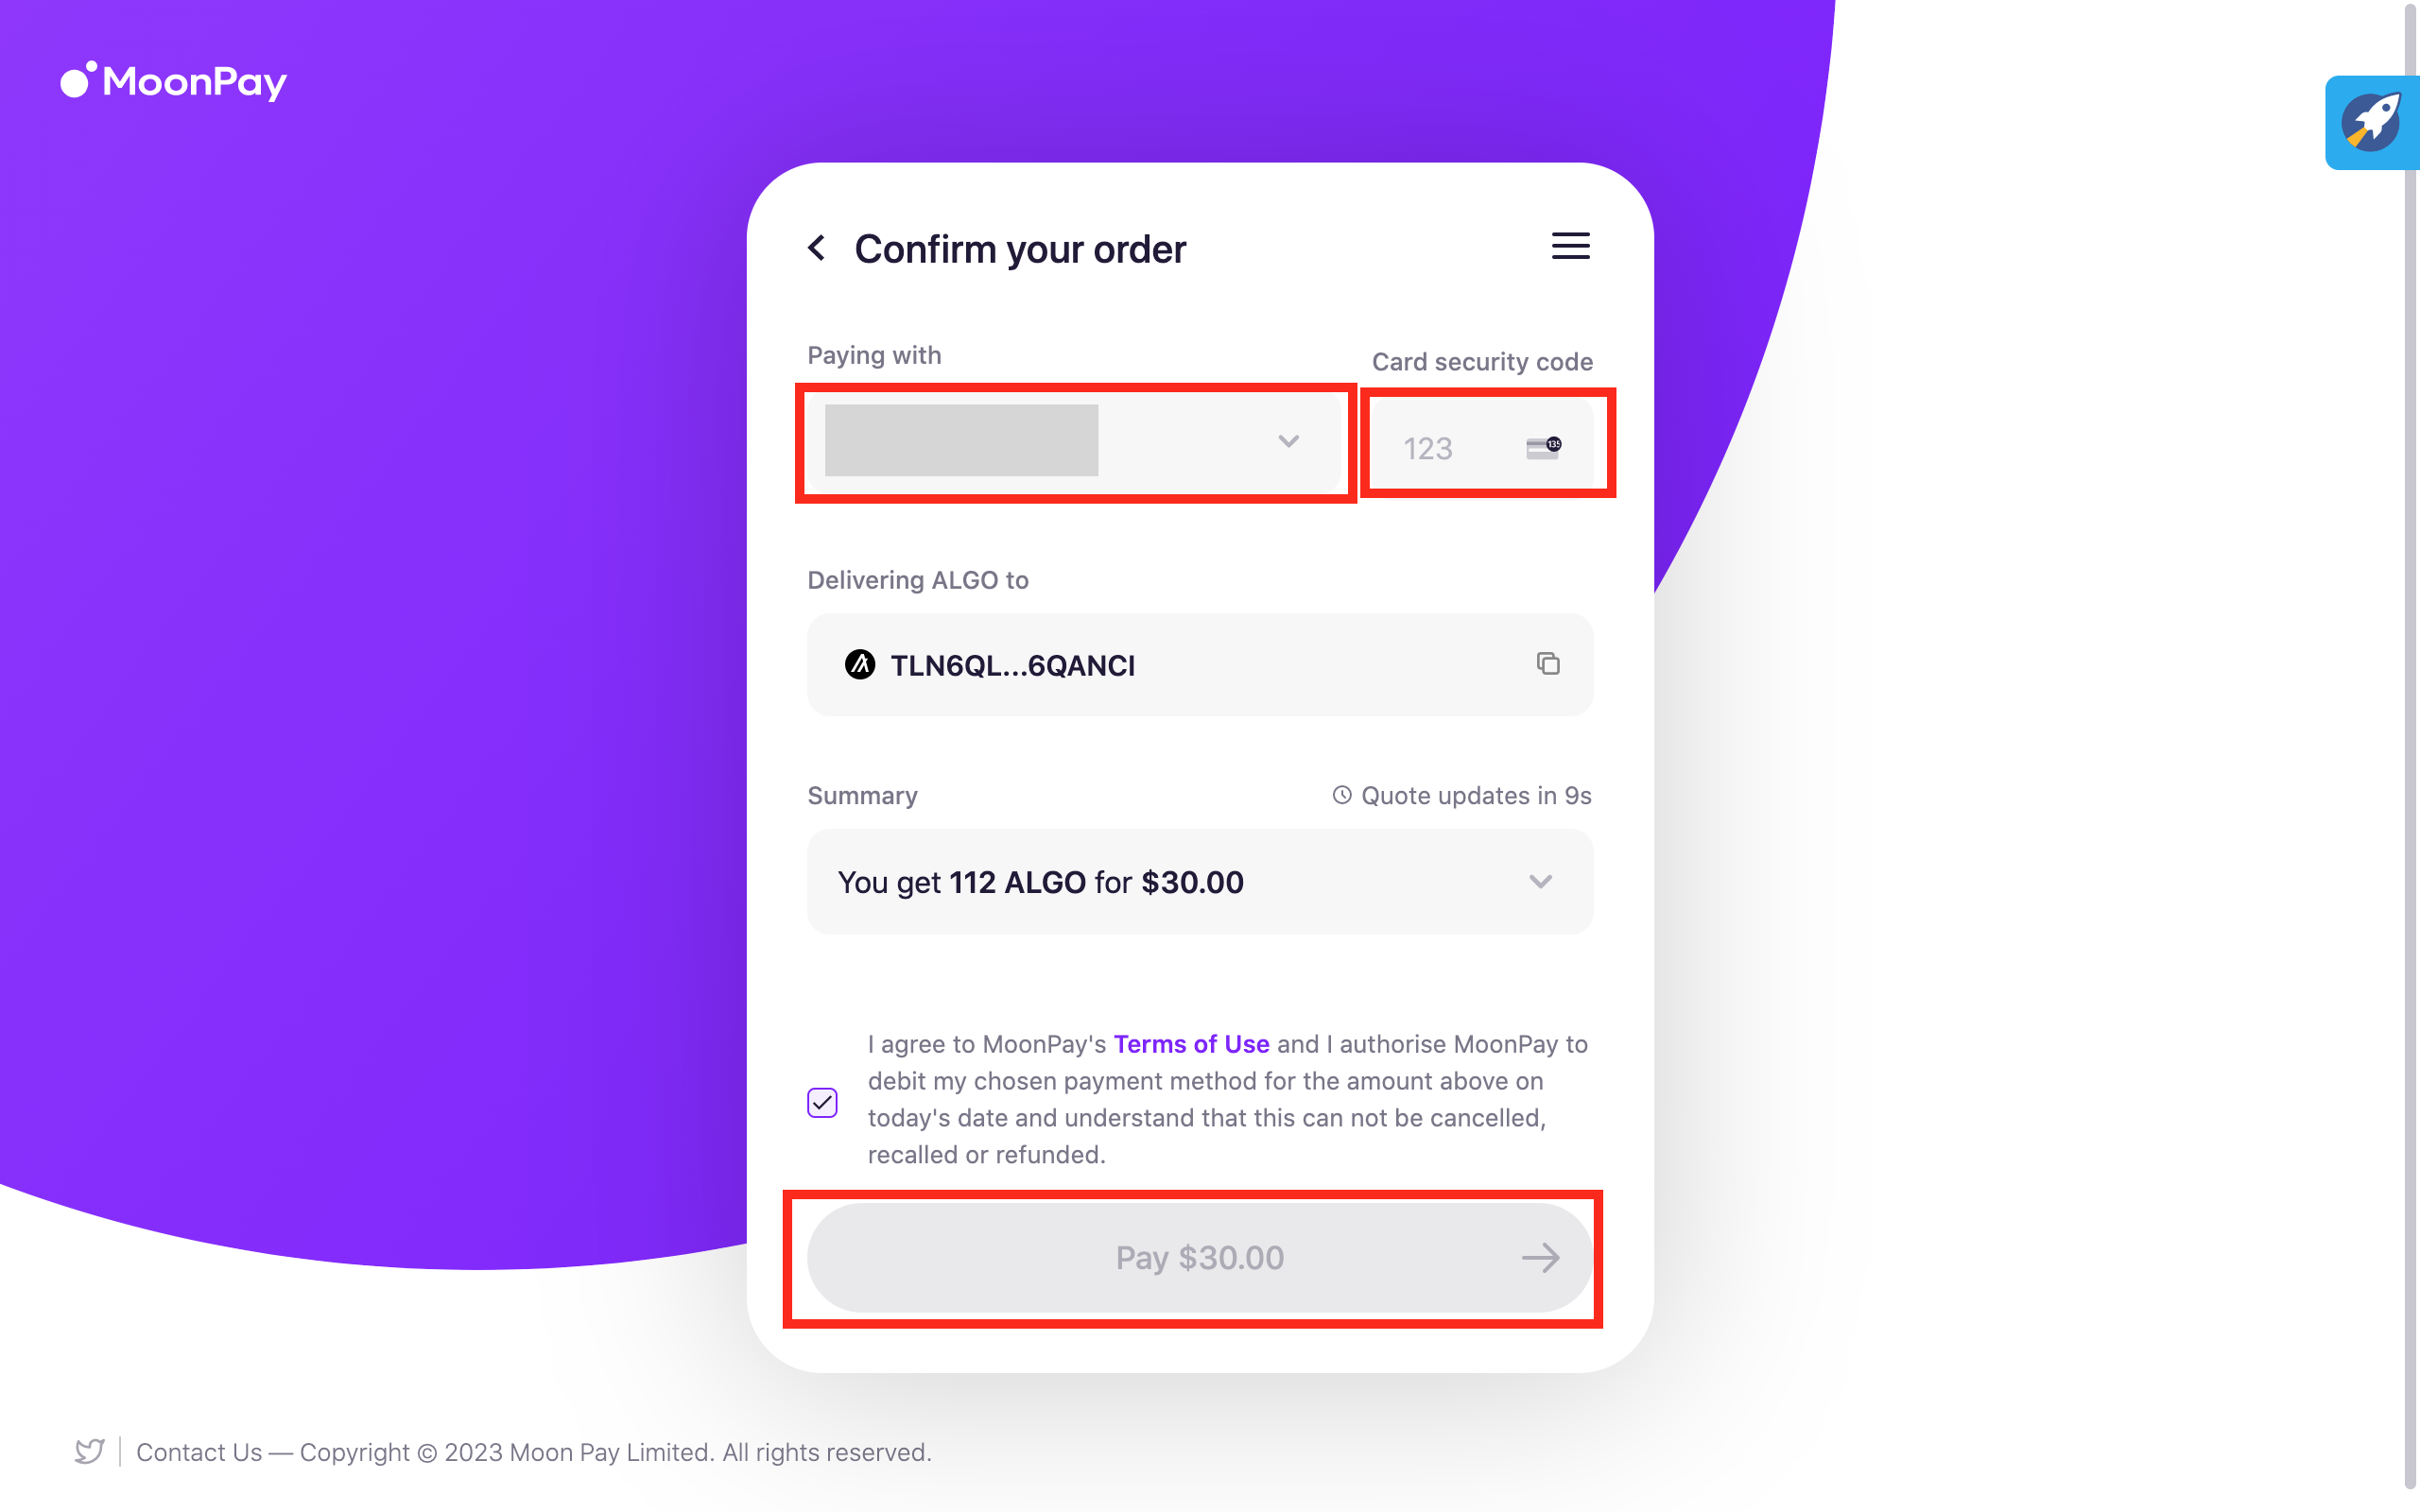 MoonPay
Confirm your order
Paying with
Card security code
123
135
Delivering ALGO to
TLN6QL...6QANCI
Summary
Quote updates in 9s
You get 112 ALGO for $30.00
I agree to MoonPay's Terms of Use and I authorise MoonPay to
debit my chosen payment method for the amount above on
today's date and understand that this can not be cancelled,
recalled or refunded.
Pay $30.00
Contact Us — Copyright © 2023 Moon Pay Limited. All rights reserved.